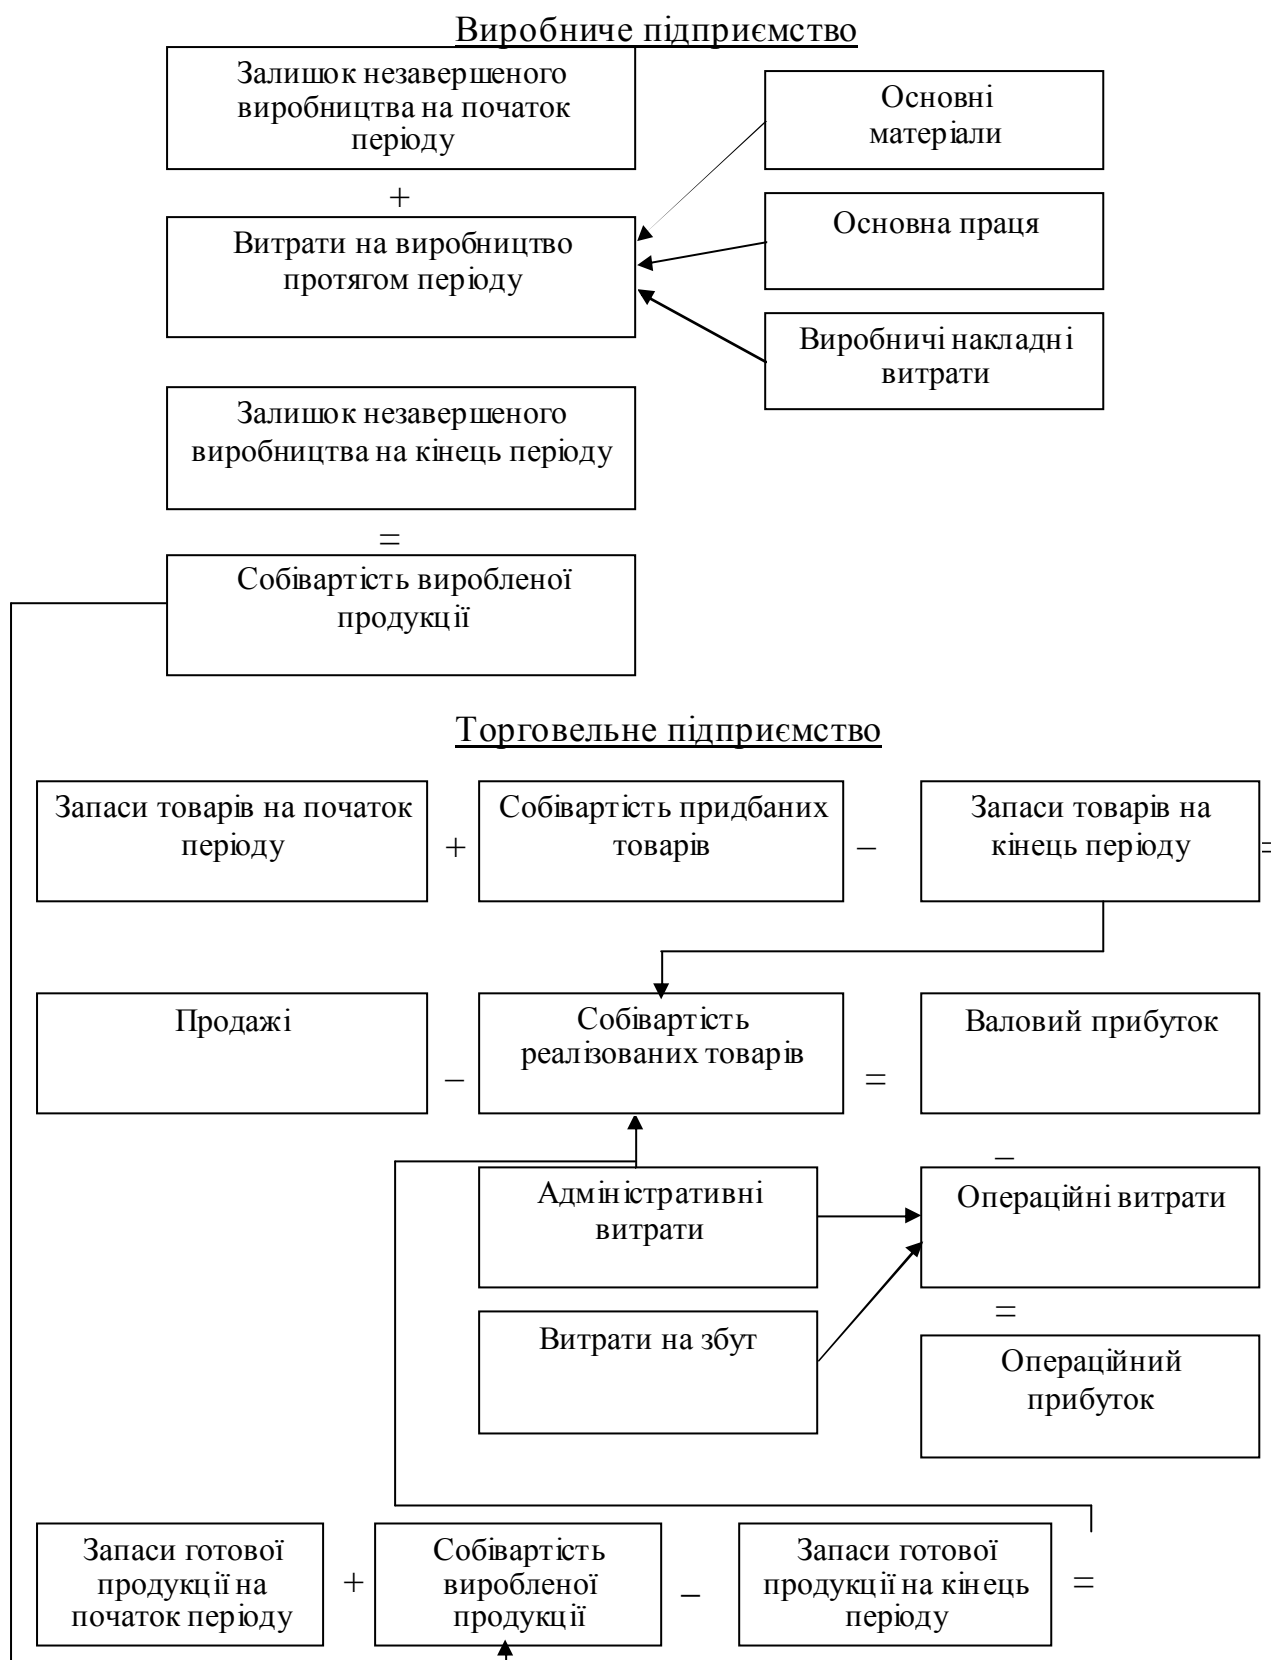 Виробниче підприємство
Залишок незавершеного
виробництва на початок
періоду
Основні
матеріали
+
Витрати на виробництво
протягом періоду
Основна праця
Виробничі накладні
витрати
Залишок незавершеного
виробництва на кінець періоду
=
Собівартість виробленої
продукції
Торговельне підприємство
Запаси товарів на початок
періоду
+
Собівартість придбаних
товарів
–
Запаси товарів на
кінець періоду
=
Продажі
–
Собівартість
реалізованих товарів
=
Валовий прибуток
–
Адміністративні
витрати
Операційні витрати
=
Витрати на збут
Операційний
прибуток
Запаси готової
продукції на
початок періоду
+
Собівартість
виробленої
продукції
–
Запаси готової
продукції на кінець
періоду
=